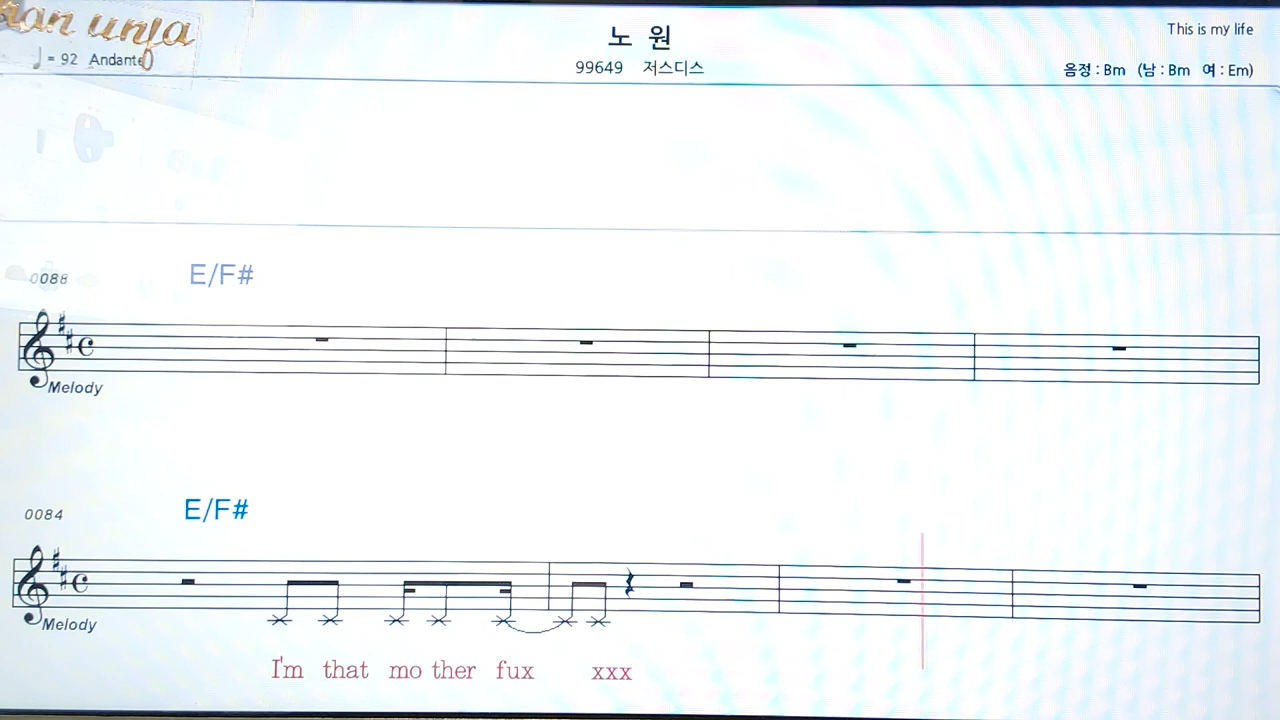 노 원
This is my life
♩ = 92 Andante
99649 저스디스
음정 : Bm (남 : Bm 여 : Em)
0088 E/F#
Melody
0084 E/F#
Melody
I'm that mo ther fux xxx